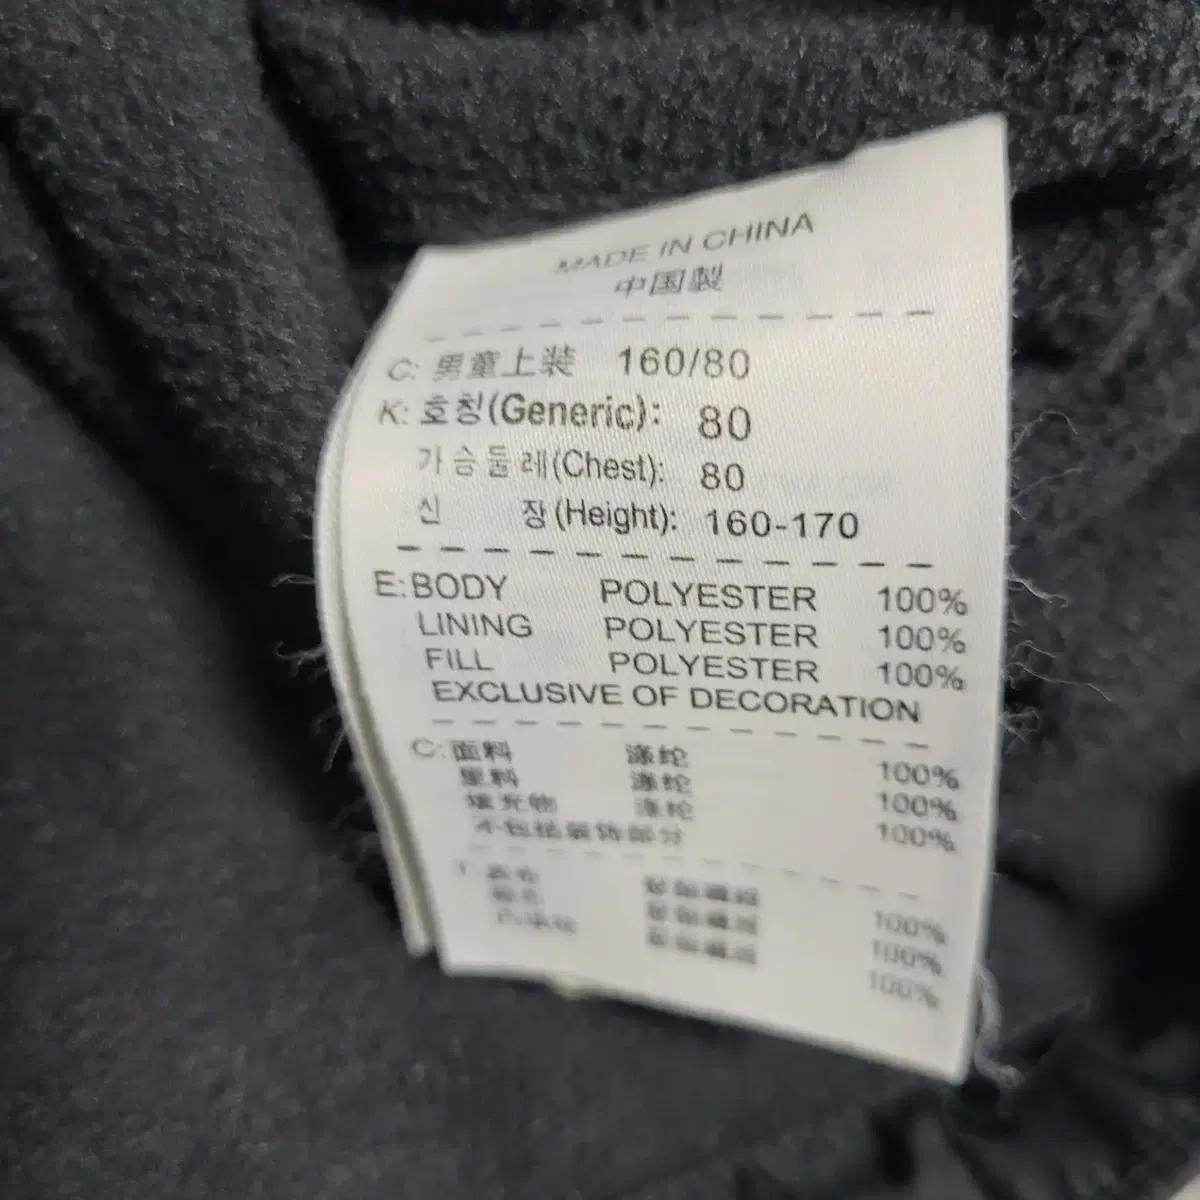 MADE IN CHINA
中国製
C: 男童上装 160/80
K: 호칭(Generic): 80
가슴둘레(Chest): 80
신 장(Height): 160-170
E: BODY POLYESTER 100%
LINING POLYESTER 100%
FILL POLYESTER 100%
EXCLUSIVE OF DECORATION
C: 面料 涤纶 100%
里料 涤纶 100%
填充物 涤纶 100%
不包括装饰部分
100%
100%
100%